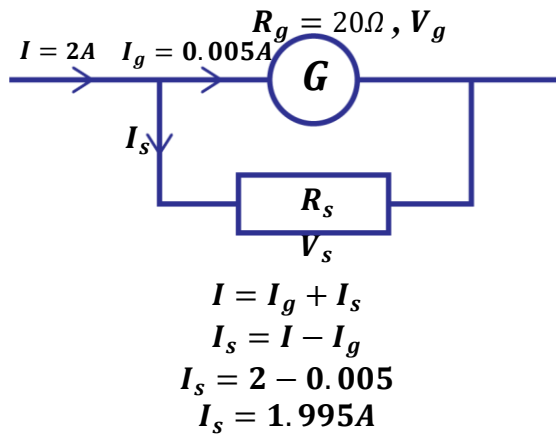 R_g = 20Ω , V_g
I = 2A I_g = 0.005A
G
I_s
R_s
V_s
I = I_g + I_s
I_s = I − I_g
I_s = 2 − 0.005
I_s = 1.995A